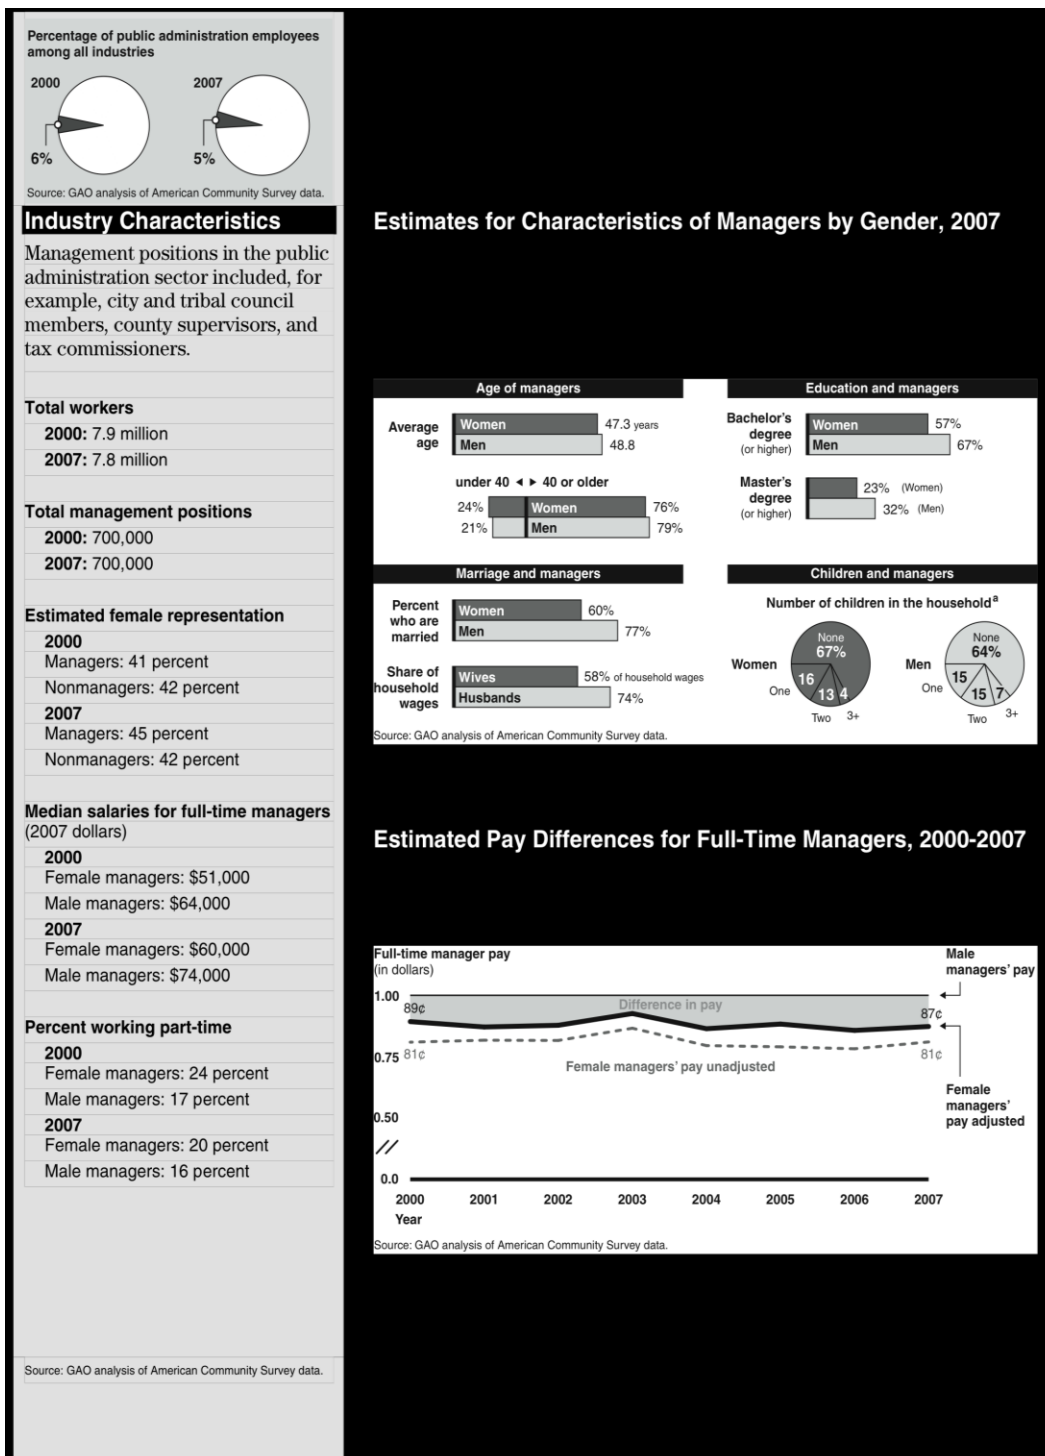 Percentage of public administration employees
among all industries
2000
2007
6%
5%
Source: GAO analysis of American Community Survey data.
Industry Characteristics
Management positions in the public
administration sector included, for
example, city and tribal council
members, county supervisors, and
tax commissioners.
Total workers
2000: 7.9 million
2007: 7.8 million
Total management positions
2000: 700,000
2007: 700,000
Estimated female representation
2000
Managers: 41 percent
Nonmanagers: 42 percent
2007
Managers: 45 percent
Nonmanagers: 42 percent
Median salaries for full-time managers
(2007 dollars)
2000
Female managers: $51,000
Male managers: $64,000
2007
Female managers: $60,000
Male managers: $74,000
Percent working part-time
2000
Female managers: 24 percent
Male managers: 17 percent
2007
Female managers: 20 percent
Male managers: 16 percent
Source: GAO analysis of American Community Survey data.
Estimates for Characteristics of Managers by Gender, 2007
Age of managers
Average
age
Women 47.3 years
Men 48.8
under 40 ◄ ► 40 or older
24% Women 76%
21% Men 79%
Education and managers
Bachelor's
degree
(or higher)
Women 57%
Men 67%
Master's
degree
(or higher)
23% (Women)
32% (Men)
Marriage and managers
Percent
who are
married
Women 60%
Men 77%
Share of
household
wages
Wives 58% of household wages
Husbands 74%
Children and managers
Number of children in the household a
Women
None
67%
16
One
13
Two
4
3+
Men
None
64%
15
One
15
Two
7
3+
Source: GAO analysis of American Community Survey data.
Estimated Pay Differences for Full-Time Managers, 2000-2007
Full-time manager pay
(in dollars)
Male
managers' pay
1.00
89¢
Difference in pay
87¢
0.75
81¢
81¢
Female managers' pay unadjusted
Female
managers'
pay adjusted
0.50
0.0
2000 2001 2002 2003 2004 2005 2006 2007
Year
Source: GAO analysis of American Community Survey data.